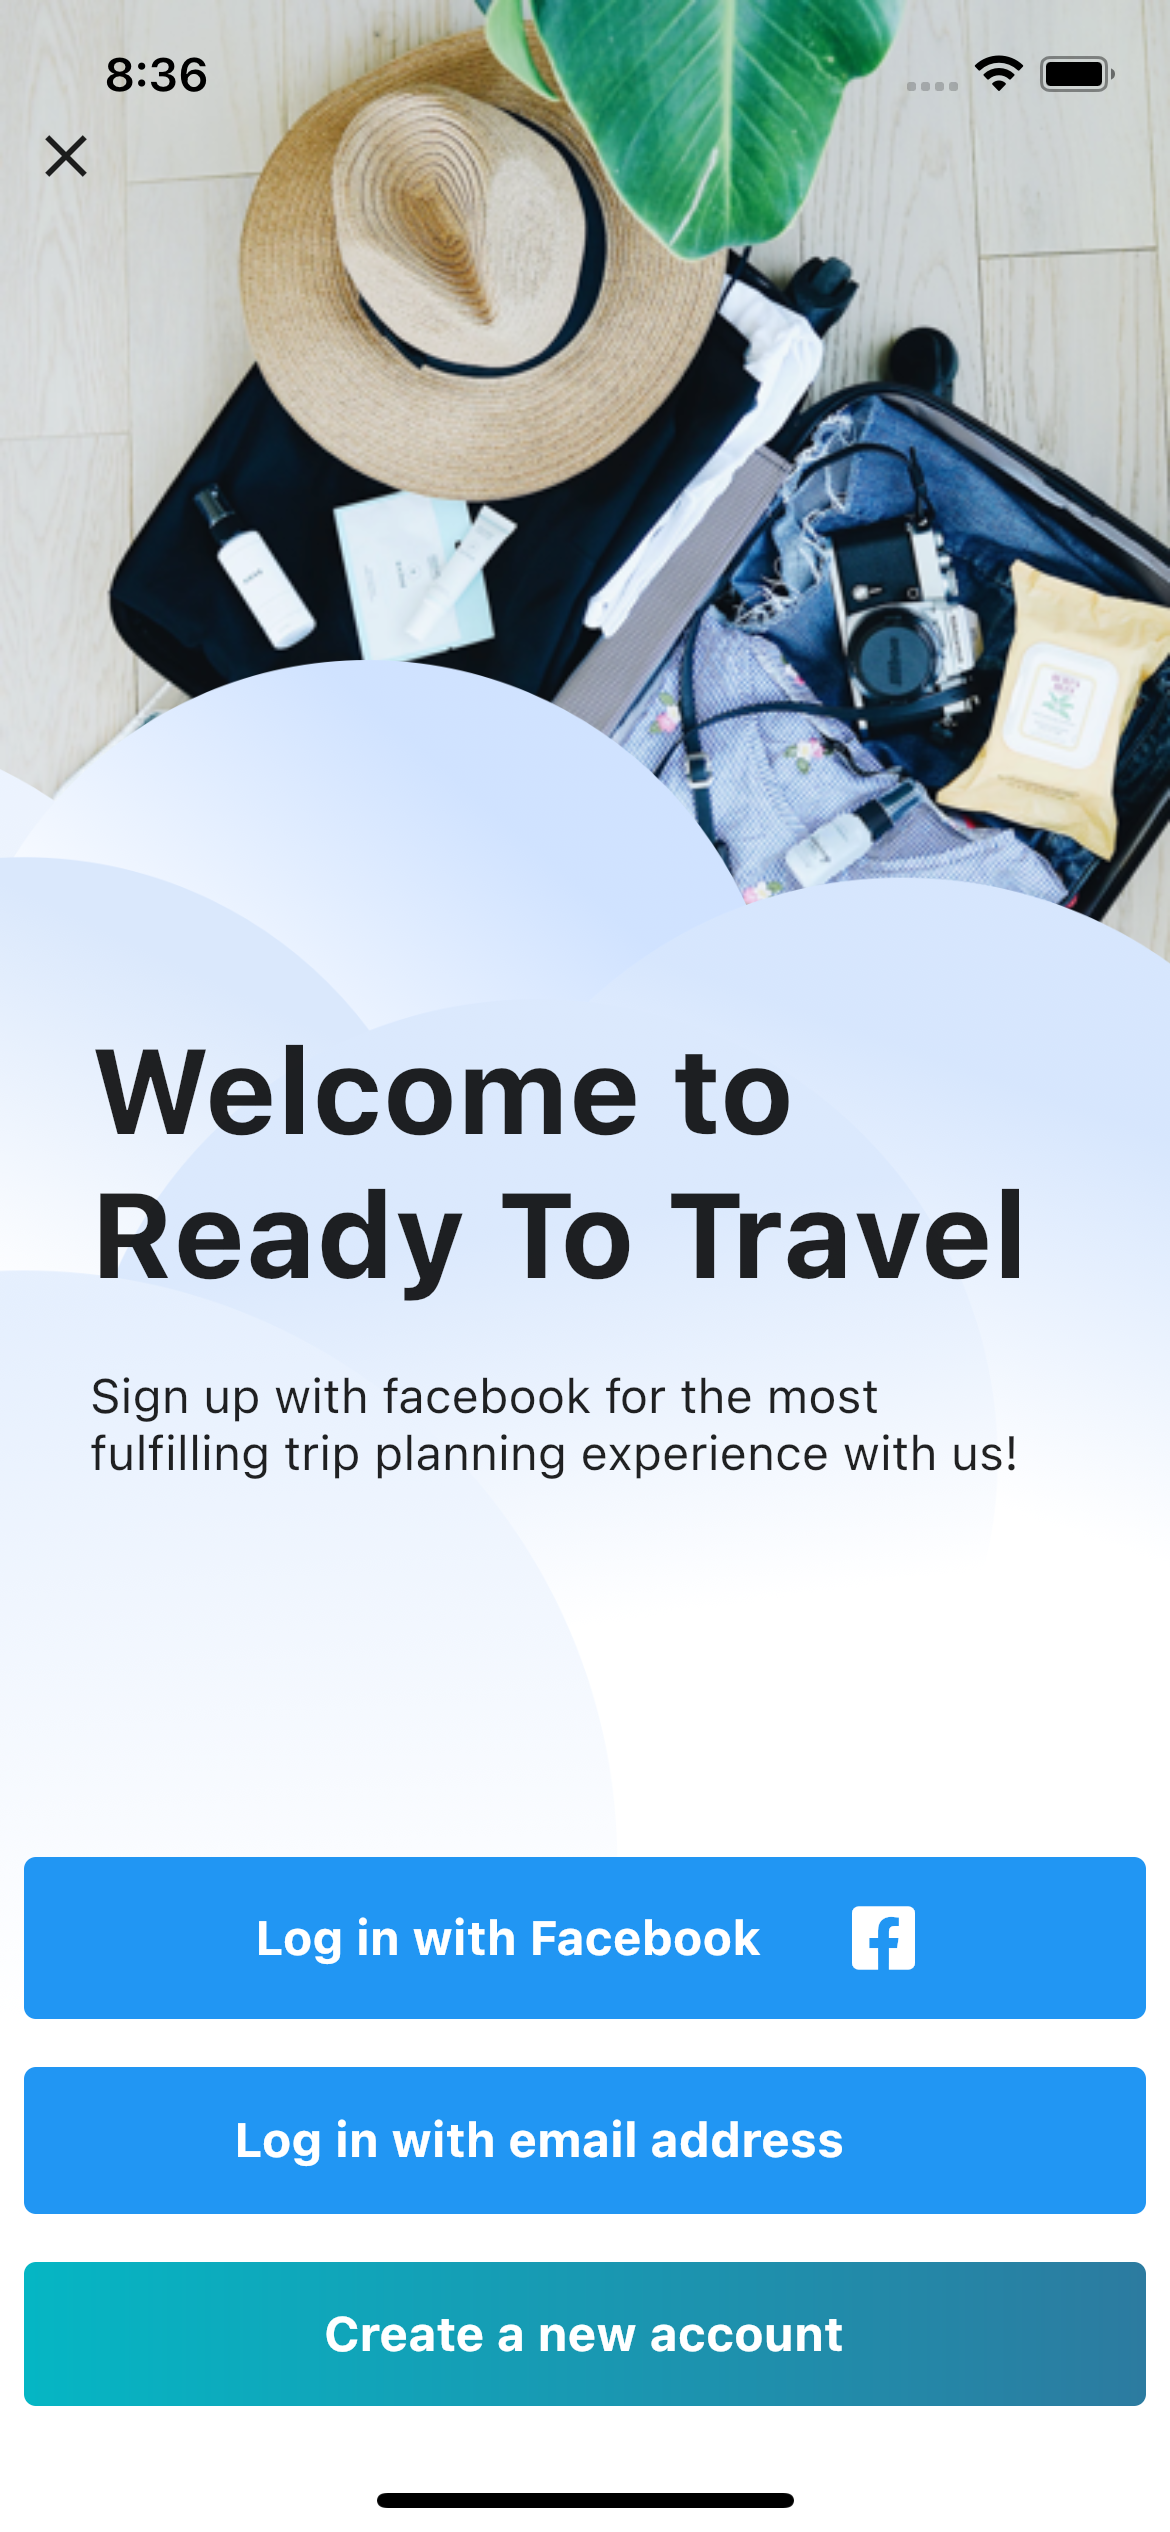 8:36
Welcome to
Ready To Travel
Sign up with facebook for the most
fulfilling trip planning experience with us!
Log in with Facebook
Log in with email address
Create a new account